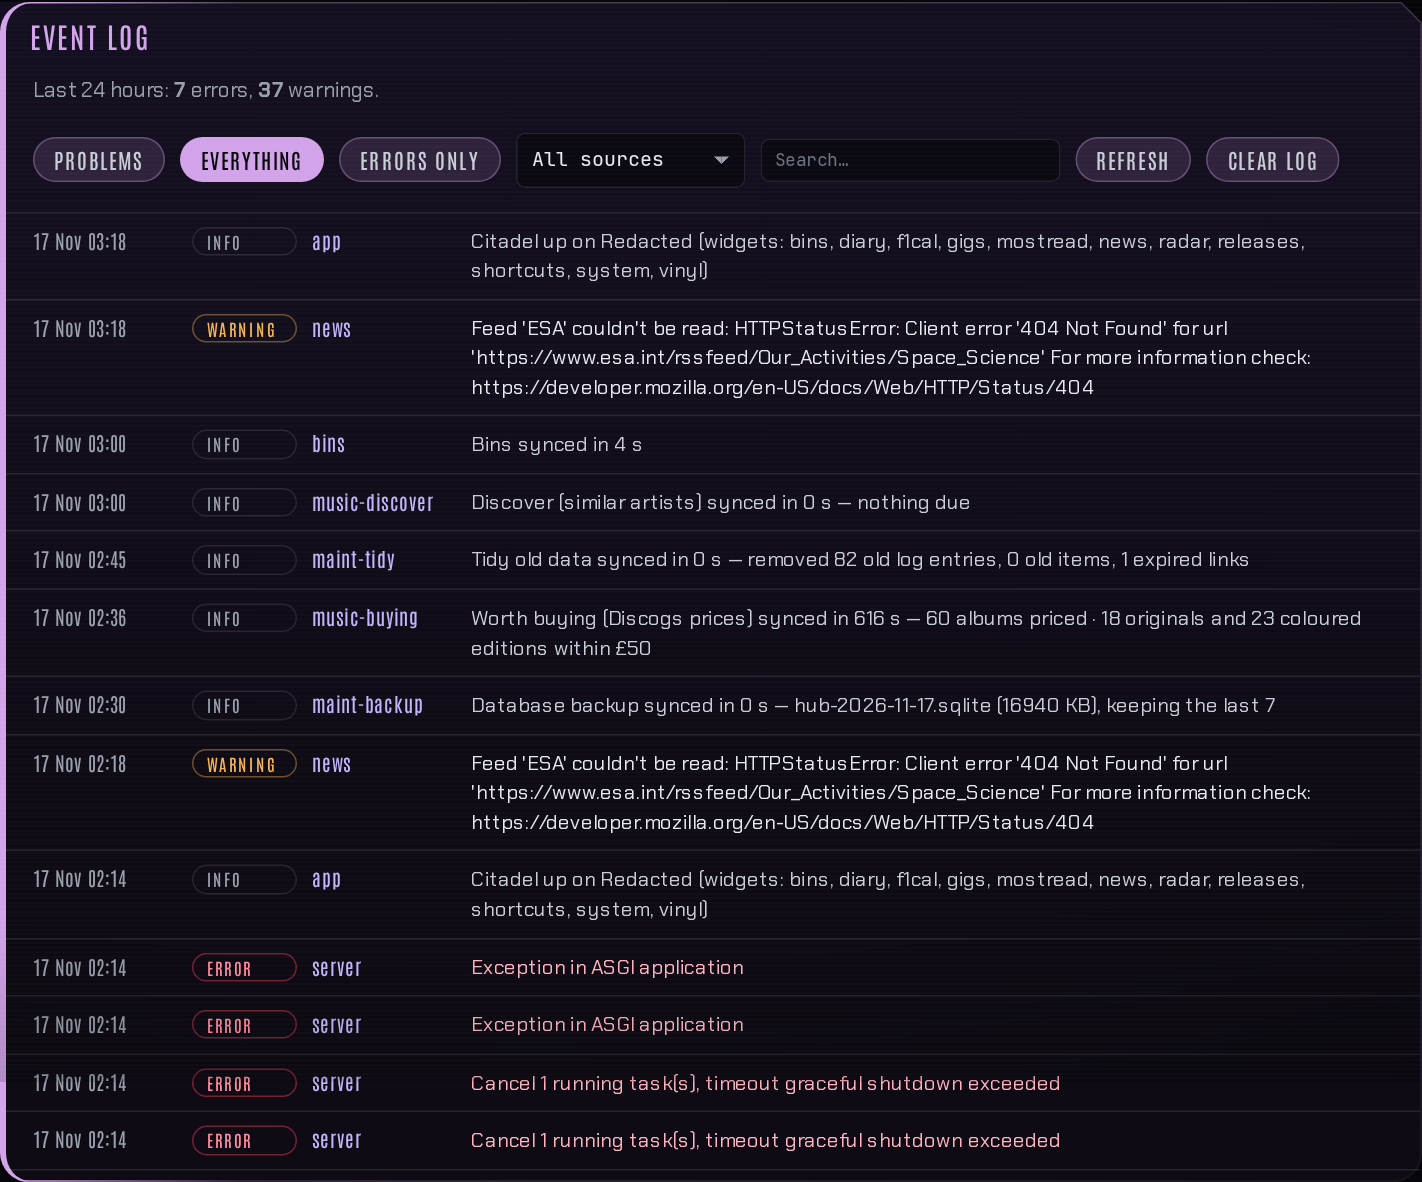 EVENT LOG
Last 24 hours: 7 errors, 37 warnings.
PROBLEMS EVERYTHING ERRORS ONLY All sources Search… REFRESH CLEAR LOG
17 Nov 03:18 INFO app Citadel up on Redacted (widgets: bins, diary, f1cal, gigs, mostread, news, radar, releases,
shortcuts, system, vinyl)
17 Nov 03:18 WARNING news Feed 'ESA' couldn't be read: HTTPStatusError: Client error '404 Not Found' for url
'https://www.esa.int/rssfeed/Our_Activities/Space_Science' For more information check:
https://developer.mozilla.org/en-US/docs/Web/HTTP/Status/404
17 Nov 03:00 INFO bins Bins synced in 4 s
17 Nov 03:00 INFO music-discover Discover (similar artists) synced in 0 s — nothing due
17 Nov 02:45 INFO maint-tidy Tidy old data synced in 0 s — removed 82 old log entries, 0 old items, 1 expired links
17 Nov 02:36 INFO music-buying Worth buying (Discogs prices) synced in 616 s — 60 albums priced · 18 originals and 23 coloured
editions within £50
17 Nov 02:30 INFO maint-backup Database backup synced in 0 s — hub-2026-11-17.sqlite (16940 KB), keeping the last 7
17 Nov 02:18 WARNING news Feed 'ESA' couldn't be read: HTTPStatusError: Client error '404 Not Found' for url
'https://www.esa.int/rssfeed/Our_Activities/Space_Science' For more information check:
https://developer.mozilla.org/en-US/docs/Web/HTTP/Status/404
17 Nov 02:14 INFO app Citadel up on Redacted (widgets: bins, diary, f1cal, gigs, mostread, news, radar, releases,
shortcuts, system, vinyl)
17 Nov 02:14 ERROR server Exception in ASGI application
17 Nov 02:14 ERROR server Exception in ASGI application
17 Nov 02:14 ERROR server Cancel 1 running task(s), timeout graceful shutdown exceeded
17 Nov 02:14 ERROR server Cancel 1 running task(s), timeout graceful shutdown exceeded